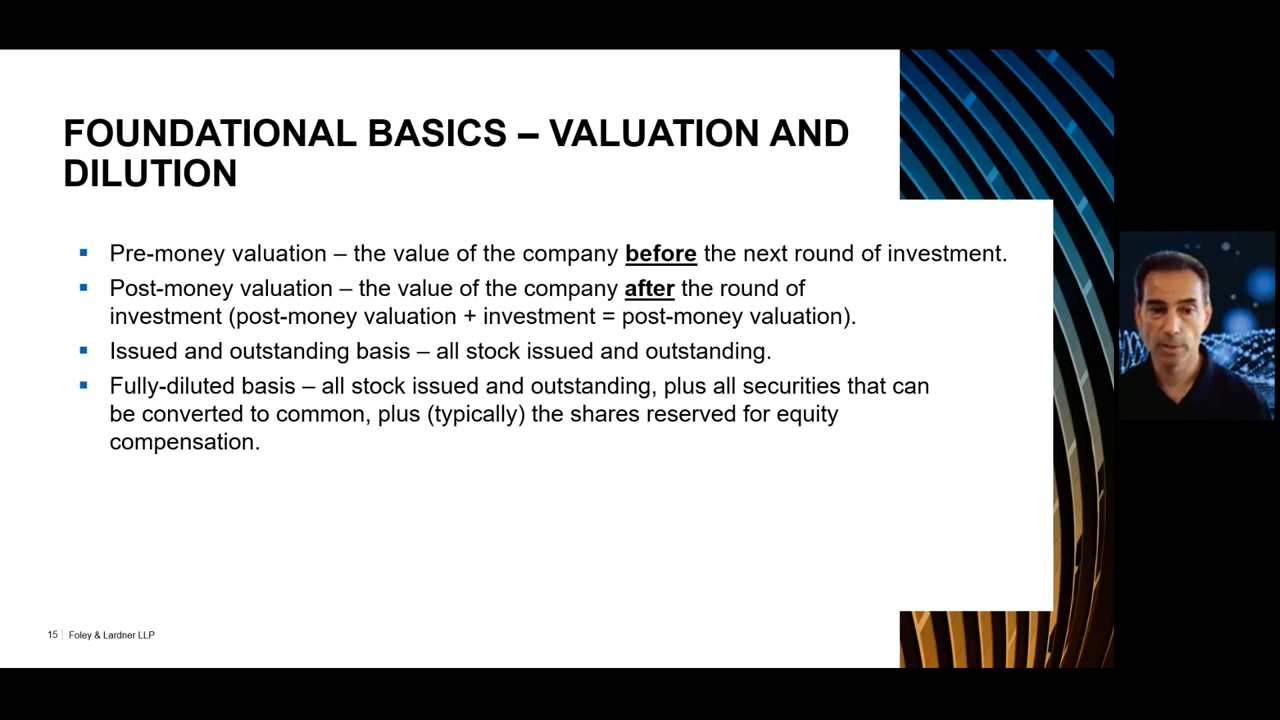 FOUNDATIONAL BASICS – VALUATION AND
DILUTION
▪ Pre-money valuation – the value of the company before the next round of investment.
▪ Post-money valuation – the value of the company after the round of
investment (post-money valuation + investment = post-money valuation).
▪ Issued and outstanding basis – all stock issued and outstanding.
▪ Fully-diluted basis – all stock issued and outstanding, plus all securities that can
be converted to common, plus (typically) the shares reserved for equity
compensation.
15 | Foley & Lardner LLP